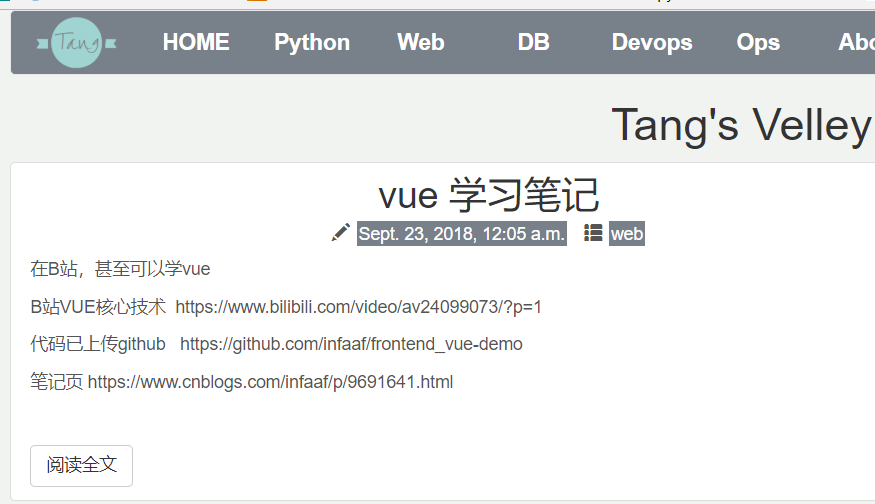 Tang HOME Python Web DB Devops Ops Abo
Tang's Velley
vue 学习笔记
Sept. 23, 2018, 12:05 a.m. web
在B站，甚至可以学vue
B站VUE核心技术 https://www.bilibili.com/video/av24099073/?p=1
代码已上传github https://github.com/infaaf/frontend_vue-demo
笔记页 https://www.cnblogs.com/infaaf/p/9691641.html
阅读全文